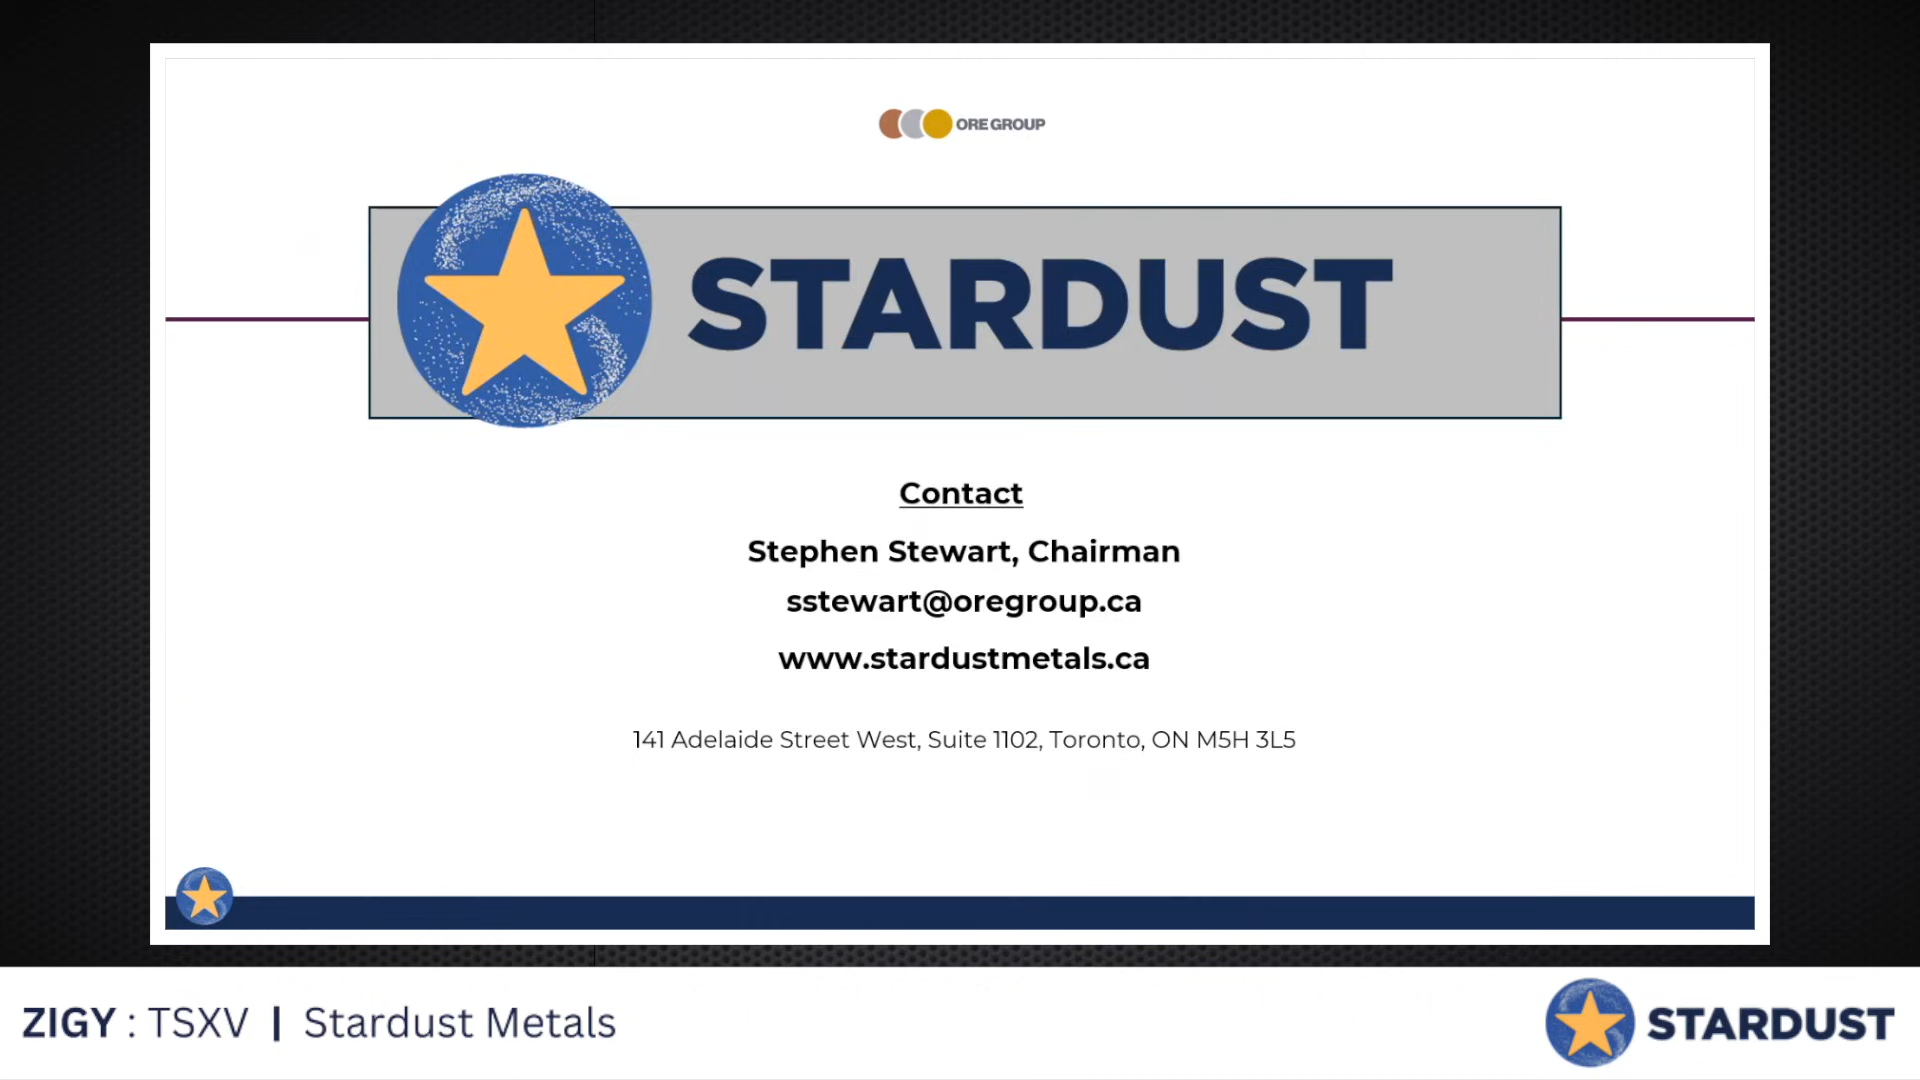 ORE GROUP
STARDUST
Contact
Stephen Stewart, Chairman
sstewart@oregroup.ca
www.stardustmetals.ca
141 Adelaide Street West, Suite 1102, Toronto, ON M5H 3L5
ZIGY : TSXV | Stardust Metals
STARDUST